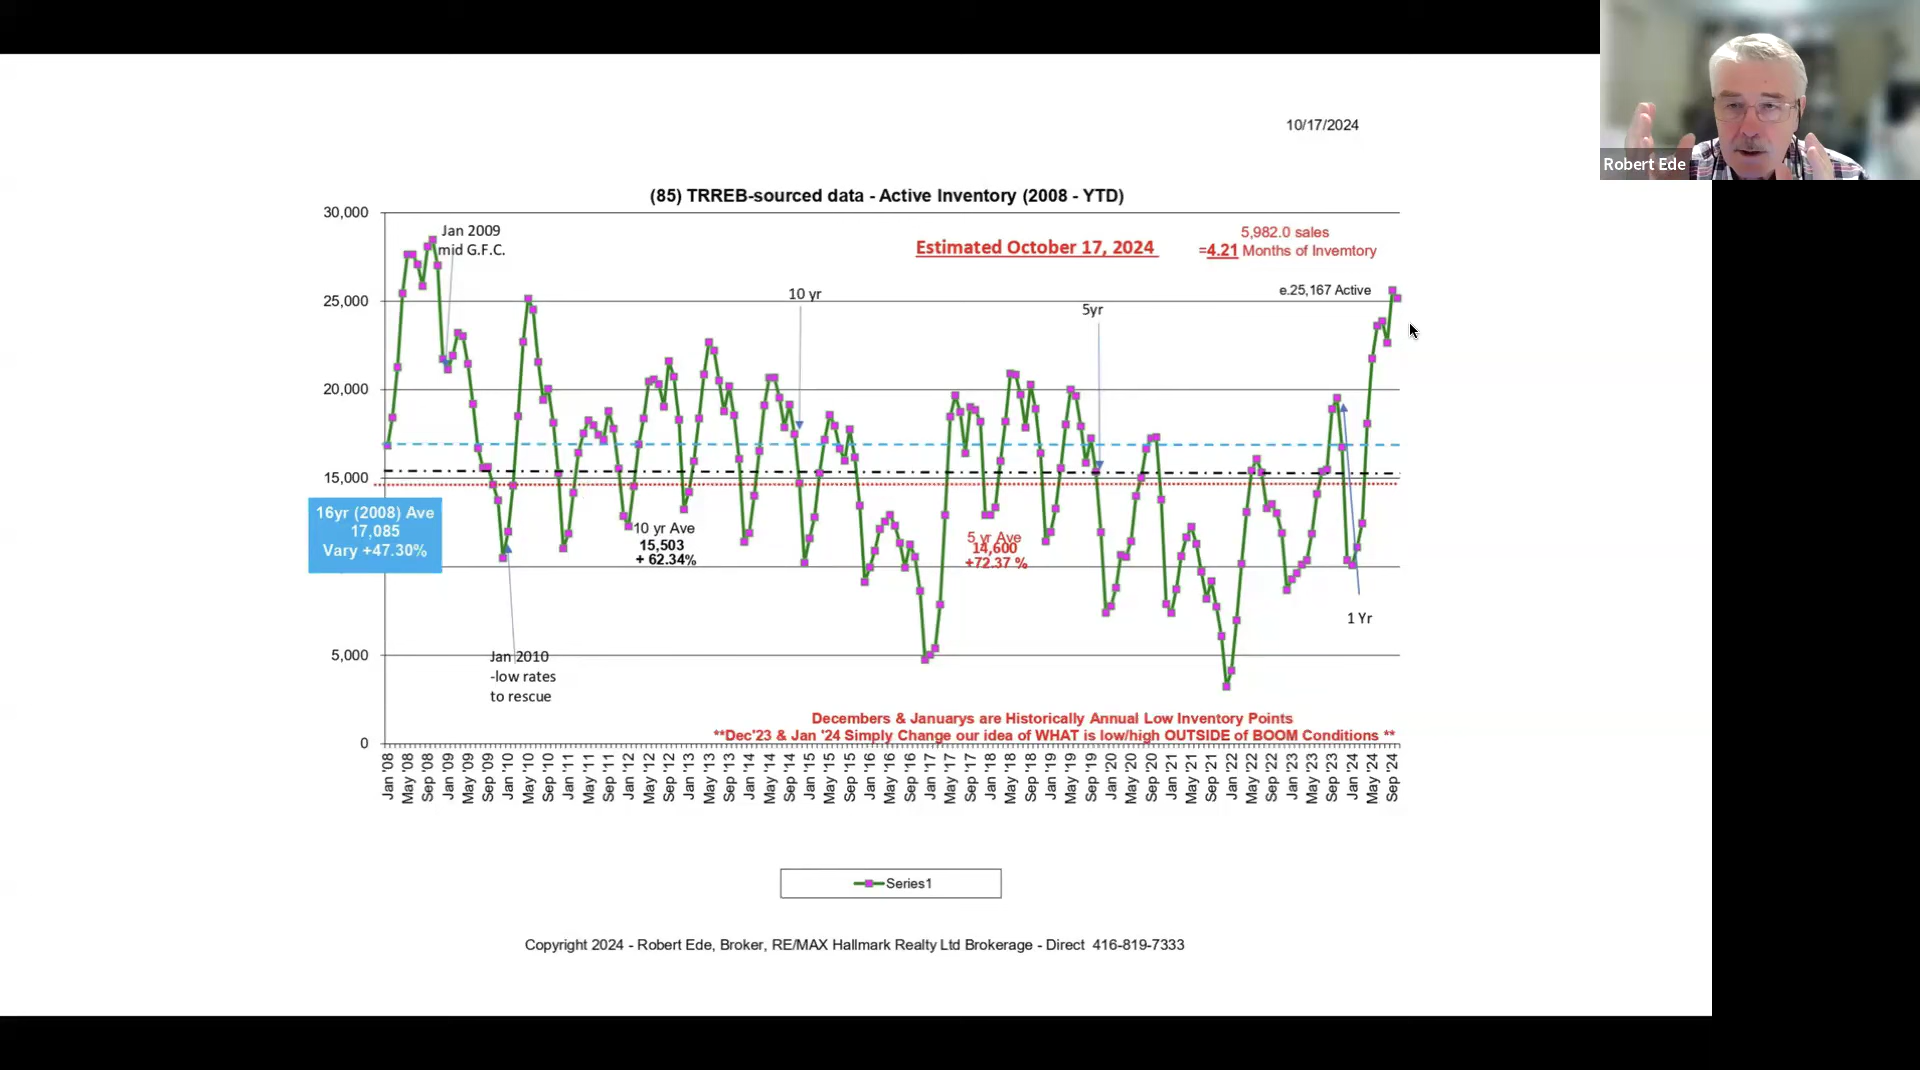 10/17/2024
Robert Ede
(85) TRREB-sourced data - Active Inventory (2008 - YTD)
30,000
25,000
20,000
15,000
5,000
0
Jan 2009
mid G.F.C.
Estimated October 17, 2024
5,982.0 sales
=4.21 Months of Invemtory
e.25,167 Active
10 yr
5yr
16yr (2008) Ave
17,085
Vary +47.30%
10 yr Ave
15,503
+ 62.34%
5 yr Ave
14,600
+72.37 %
1 Yr
Jan 2010
-low rates
to rescue
Decembers & Januarys are Historically Annual Low Inventory Points
**Dec'23 & Jan '24 Simply Change our idea of WHAT is low/high OUTSIDE of BOOM Conditions **
Jan '08
May '08
Sep '08
Jan '09
May '09
Sep '09
Jan '10
May '10
Sep '10
Jan '11
May '11
Sep '11
Jan '12
May '12
Sep '12
Jan '13
May '13
Sep '13
Jan '14
May '14
Sep '14
Jan '15
May '15
Sep '15
Jan '16
May '16
Sep '16
Jan '17
May '17
Sep '17
Jan '18
May '18
Sep '18
Jan '19
May '19
Sep '19
Jan '20
May '20
Sep '20
Jan '21
May '21
Sep '21
Jan '22
May '22
Sep '22
Jan '23
May '23
Sep '23
Jan '24
May '24
Sep '24
Series1
Copyright 2024 - Robert Ede, Broker, RE/MAX Hallmark Realty Ltd Brokerage - Direct 416-819-7333